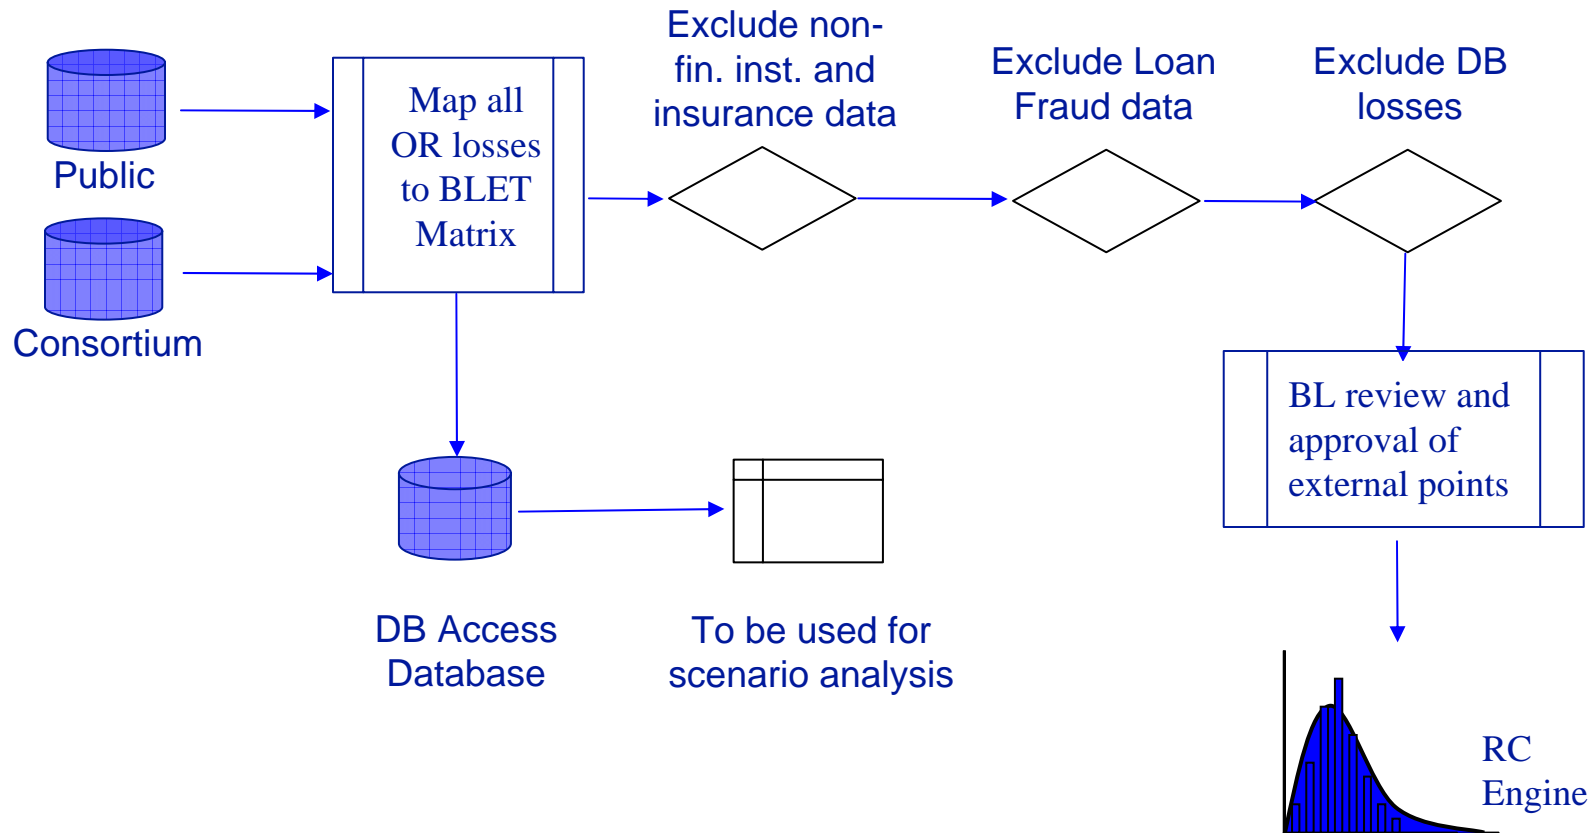 Public
Consortium
Map all
OR losses
to BLET
Matrix
Exclude non-
fin. inst. and
insurance data
Exclude Loan
Fraud data
Exclude DB
losses
BL review and
approval of
external points
DB Access
Database
To be used for
scenario analysis
RC
Engine